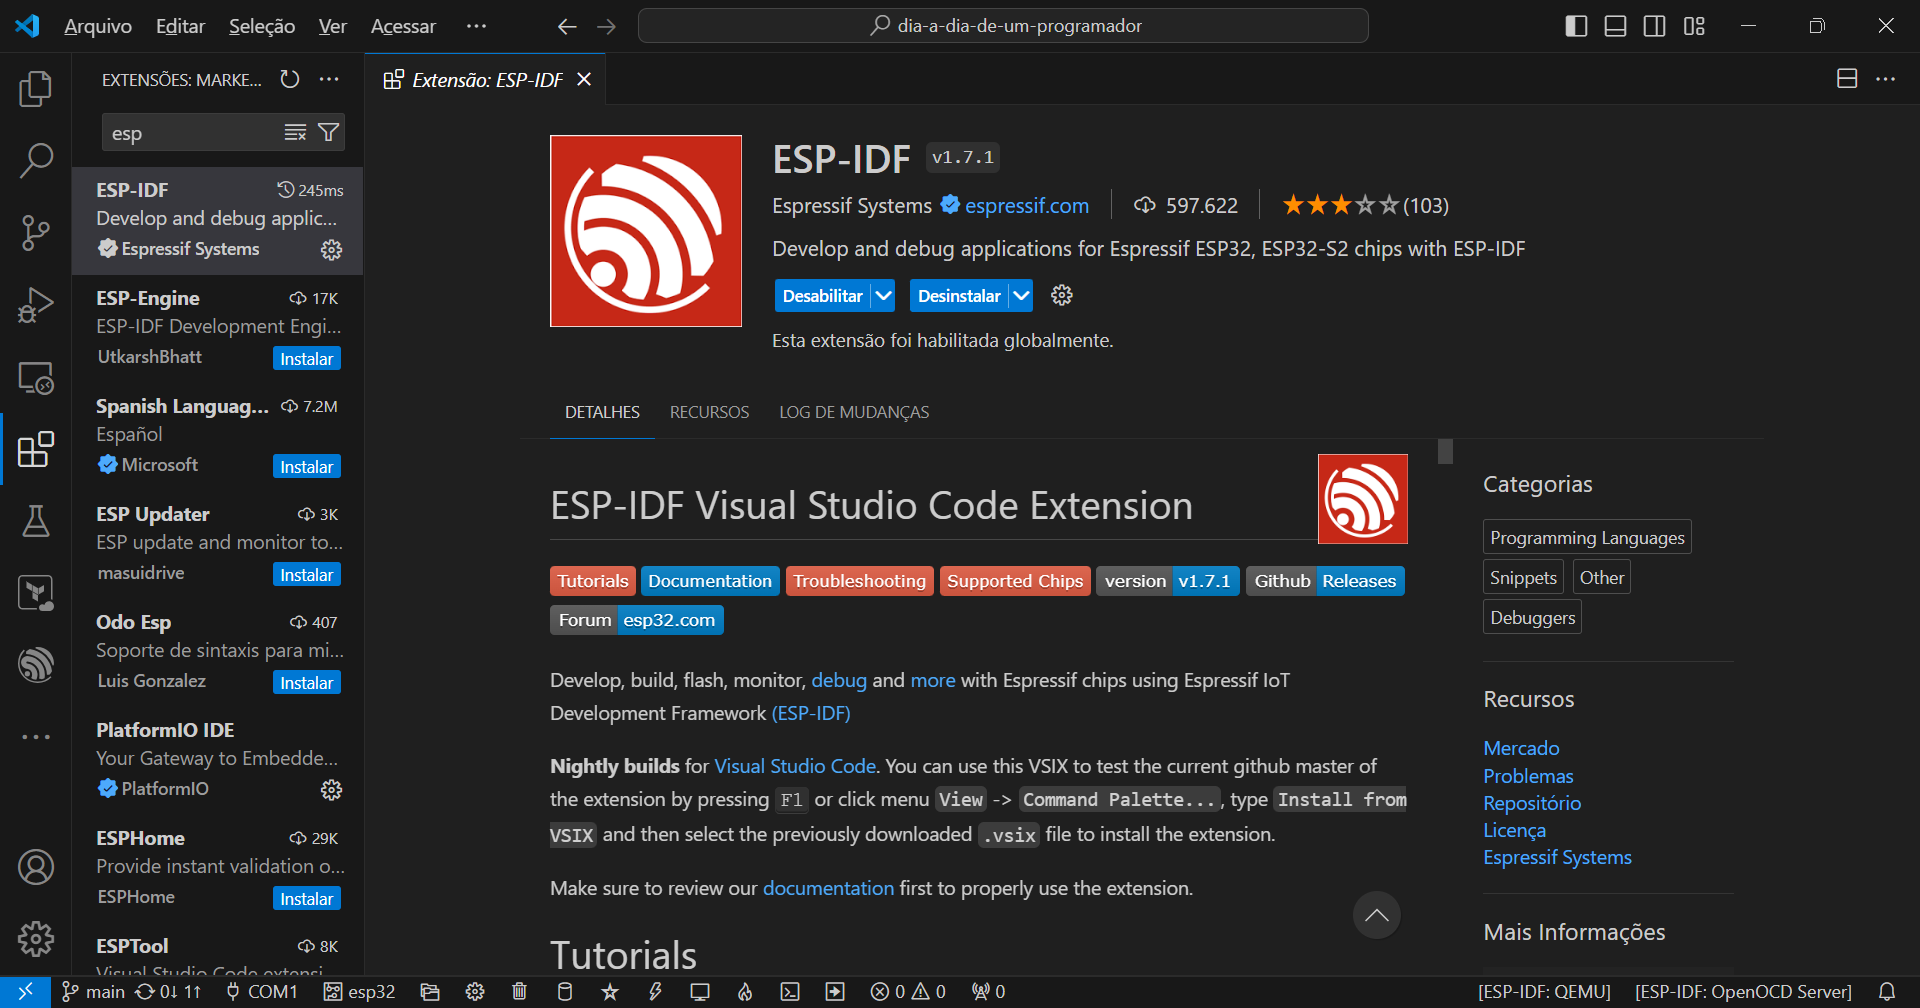 Arquivo Editar Seleção Ver Acessar ···
dia-a-dia-de-um-programador
EXTENSÕES: MARKE...
esp
ESP-IDF 245ms
Develop and debug applic...
Espressif Systems
ESP-Engine 17K
ESP-IDF Development Engi...
UtkarshBhatt Instalar
Spanish Languag... 7.2M
Español
Microsoft Instalar
ESP Updater 3K
ESP update and monitor to...
masuidrive Instalar
Odo Esp 407
Soporte de sintaxis para mi...
Luis Gonzalez Instalar
PlatformIO IDE
Your Gateway to Embedde...
PlatformIO
ESPHome 29K
Provide instant validation o...
ESPHome Instalar
ESPTool 8K
Visual Studio Code extensi...
Extensão: ESP-IDF
ESP-IDF v1.7.1
Espressif Systems espressif.com 597.622 (103)
Develop and debug applications for Espressif ESP32, ESP32-S2 chips with ESP-IDF
Desabilitar Desinstalar
Esta extensão foi habilitada globalmente.
DETALHES RECURSOS LOG DE MUDANÇAS
ESP-IDF Visual Studio Code Extension
Tutorials Documentation Troubleshooting Supported Chips version v1.7.1 Github Releases
Forum esp32.com
Develop, build, flash, monitor, debug and more with Espressif chips using Espressif IoT
Development Framework (ESP-IDF)
Nightly builds for Visual Studio Code. You can use this VSIX to test the current github master of
the extension by pressing F1 or click menu View -> Command Palette..., type Install from
VSIX and then select the previously downloaded .vsix file to install the extension.
Make sure to review our documentation first to properly use the extension.
Tutorials
Categorias
Programming Languages
Snippets Other
Debuggers
Recursos
Mercado
Problemas
Repositório
Licença
Espressif Systems
Mais Informações
main 0↓ 1↑ COM1 esp32 0 0 0 [ESP-IDF: QEMU] [ESP-IDF: OpenOCD Server]